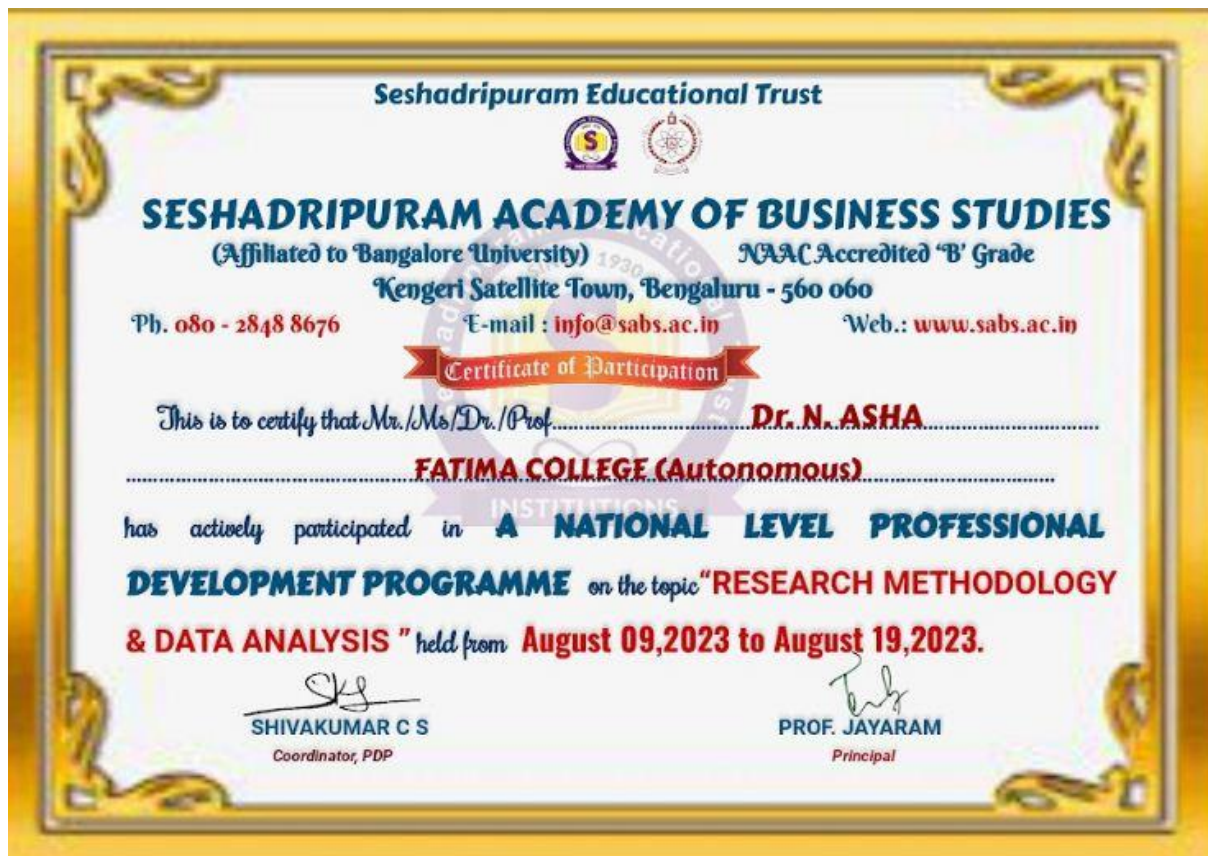 Seshadripuram Educational Trust
S
SESHADRIPURAM ACADEMY OF BUSINESS STUDIES
(Affiliated to Bangalore University) NAAC Accredited 'B' Grade
Kengeri Satellite Town, Bengaluru - 560 060
Ph. 080 - 2848 8676 E-mail : info@sabs.ac.in Web.: www.sabs.ac.in
Certificate of Participation
This is to certify that Mr./Ms/Dr./Prof................................Dr. N. ASHA................................
................................FATIMA COLLEGE (Autonomous)................................
INSTITUTIONS
has actively participated in A NATIONAL LEVEL PROFESSIONAL
DEVELOPMENT PROGRAMME on the topic "RESEARCH METHODOLOGY
& DATA ANALYSIS " held from August 09,2023 to August 19,2023.
SHIVAKUMAR C S PROF. JAYARAM
Coordinator, PDP Principal